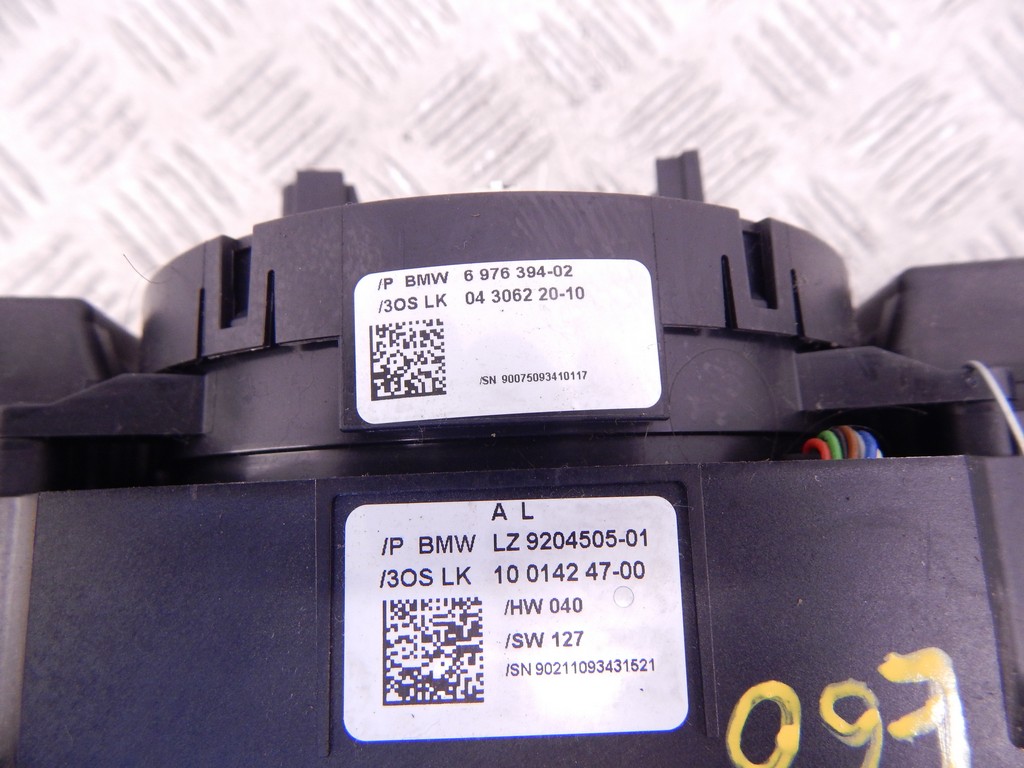 /P BMW 6 976 394-02
/3OS LK 04 3062 20-10
/SN 90075093410117
A L
/P BMW LZ 9204505-01
/3OS LK 10 0142 47-00
/HW 040
/SW 127
/SN 90211093431521
097